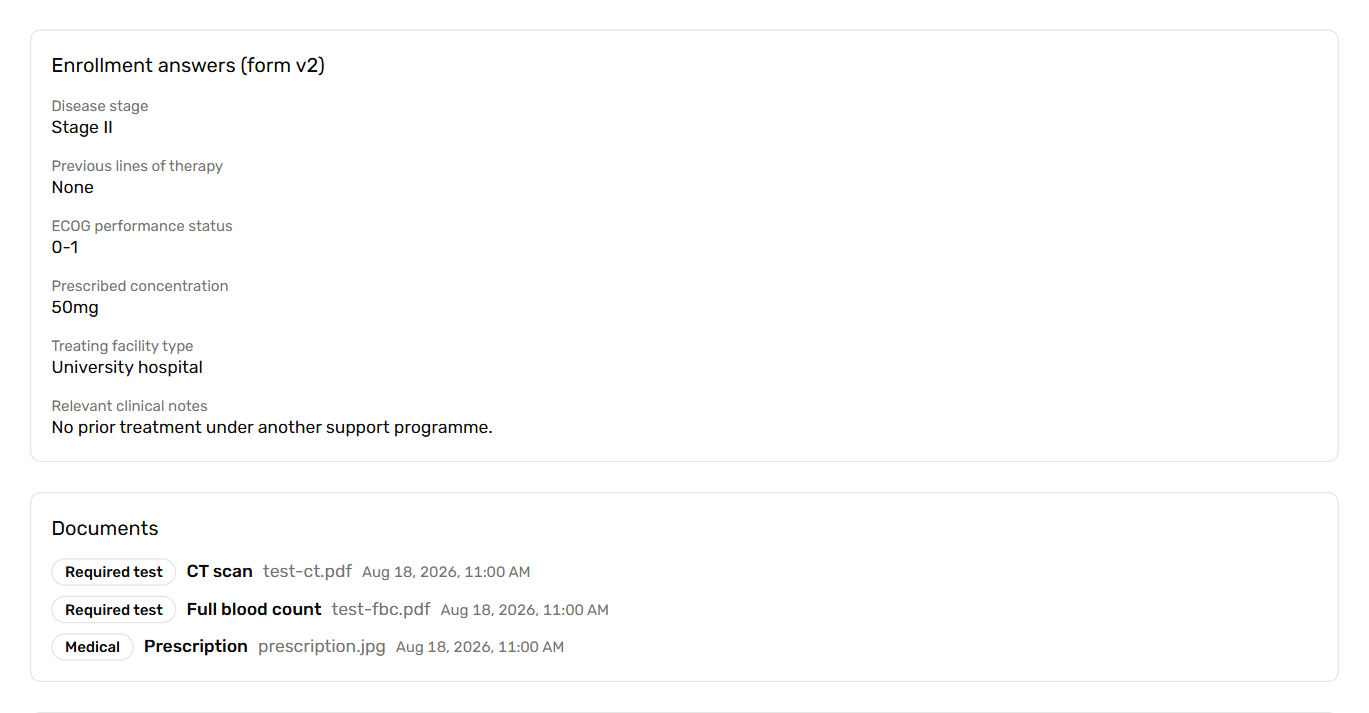 Enrollment answers (form v2)
Disease stage
Stage II
Previous lines of therapy
None
ECOG performance status
0-1
Prescribed concentration
50mg
Treating facility type
University hospital
Relevant clinical notes
No prior treatment under another support programme.
Documents
Required test CT scan test-ct.pdf Aug 18, 2026, 11:00 AM
Required test Full blood count test-fbc.pdf Aug 18, 2026, 11:00 AM
Medical Prescription prescription.jpg Aug 18, 2026, 11:00 AM